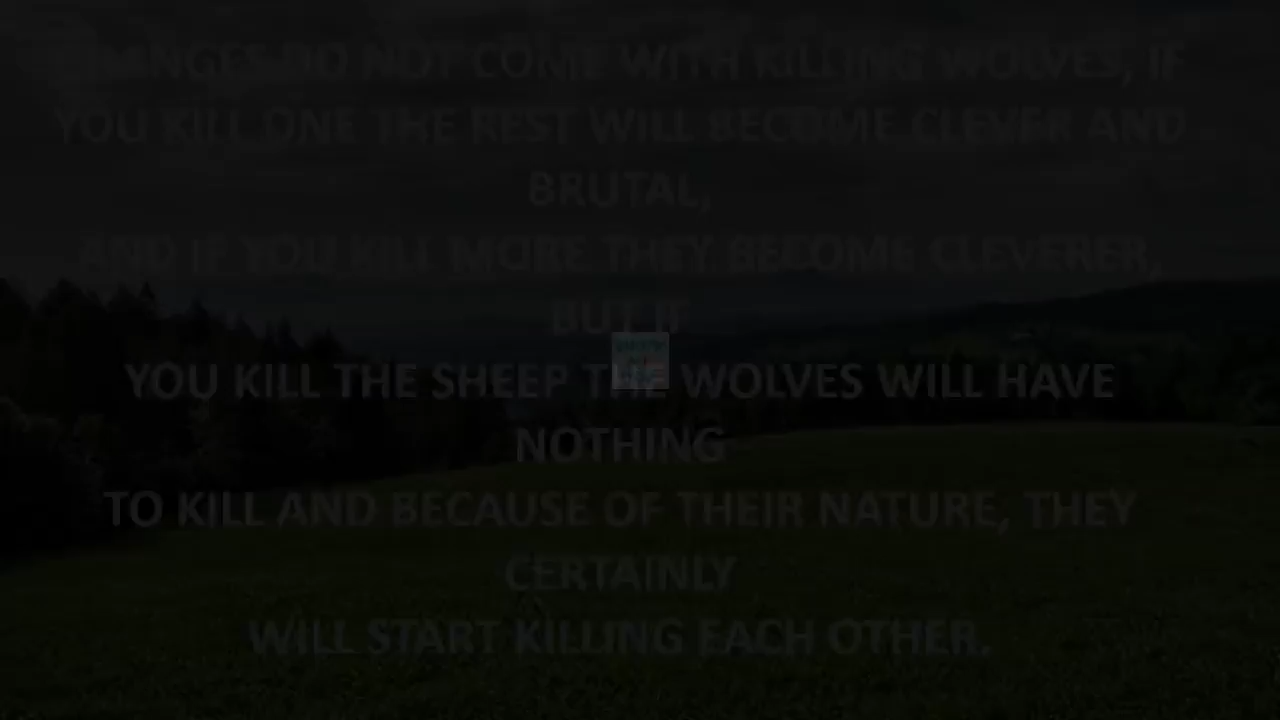 CHANGES DO NOT COME WITH KILLING WOLVES, IF
YOU KILL ONE THE REST WILL BECOME CLEVER AND
BRUTAL,
AND IF YOU KILL MORE THEY BECOME CLEVERER,
BUT IF
YOU KILL THE SHEEP THE WOLVES WILL HAVE
NOTHING
TO KILL AND BECAUSE OF THEIR NATURE, THEY
CERTAINLY
WILL START KILLING EACH OTHER.